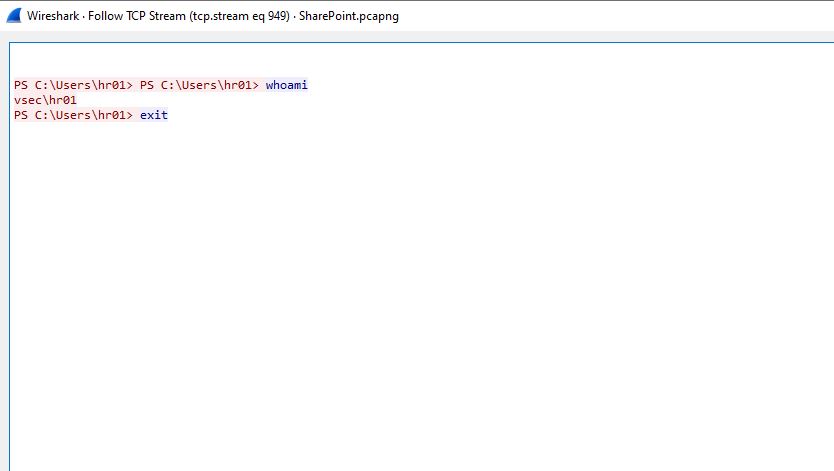 Wireshark · Follow TCP Stream (tcp.stream eq 949) · SharePoint.pcapng
PS C:\Users\hr01> PS C:\Users\hr01> whoami
vsec\hr01
PS C:\Users\hr01> exit